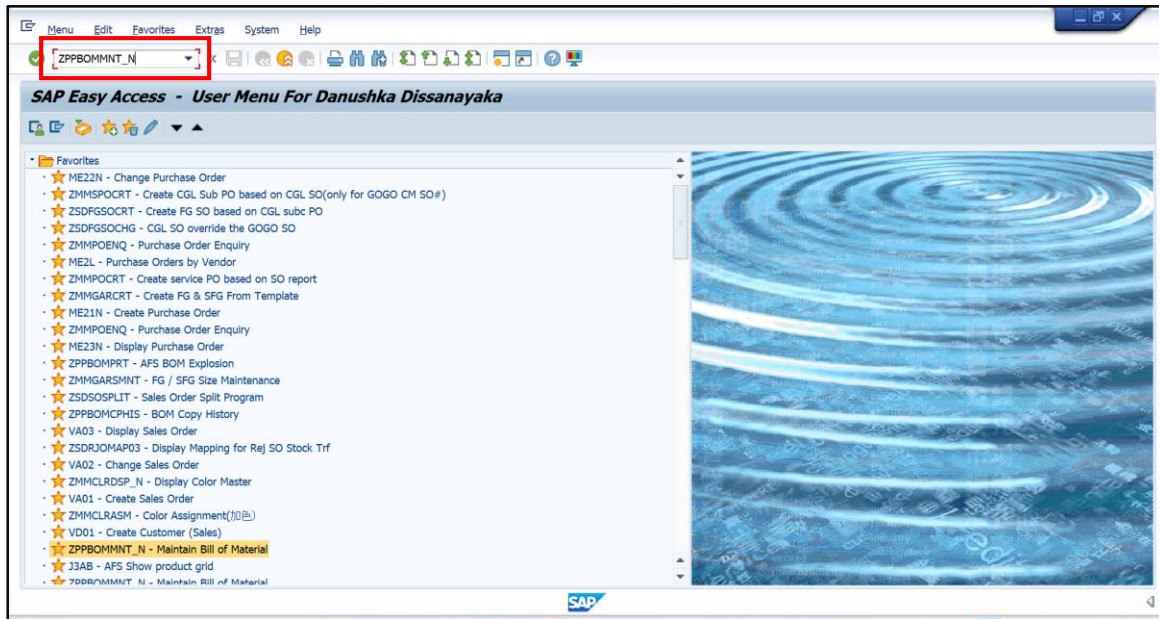 Menu Edit Favorites Extras System Help
ZPPBOMMNT_N
SAP Easy Access - User Menu For Danushka Dissanayaka
Favorites
ME22N - Change Purchase Order
ZMMSPOCRT - Create CGL Sub PO based on CGL SO(only for GOGO CM SO#)
ZSDFGSOCRT - Create FG SO based on CGL subc PO
ZSDFGSOCHG - CGL SO override the GOGO SO
ZMMPOENQ - Purchase Order Enquiry
ME2L - Purchase Orders by Vendor
ZMMPOCRT - Create service PO based on SO report
ZMMGARCRT - Create FG & SFG From Template
ME21N - Create Purchase Order
ZMMPOENQ - Purchase Order Enquiry
ME23N - Display Purchase Order
ZPPBOMPRT - AFS BOM Explosion
ZMMGARSMNT - FG / SFG Size Maintenance
ZSDSOSPLIT - Sales Order Split Program
ZPPBOMCPHIS - BOM Copy History
VA03 - Display Sales Order
ZSDRJOMAP03 - Display Mapping for Rej SO Stock Trf
VA02 - Change Sales Order
ZMMCLRDSP_N - Display Color Master
VA01 - Create Sales Order
ZMMCLRASM - Color Assignment(加色)
VD01 - Create Customer (Sales)
ZPPBOMMNT_N - Maintain Bill of Material
J3AB - AFS Show product grid
ZPPBOMMNT_N - Maintain Bill of Material
SAP